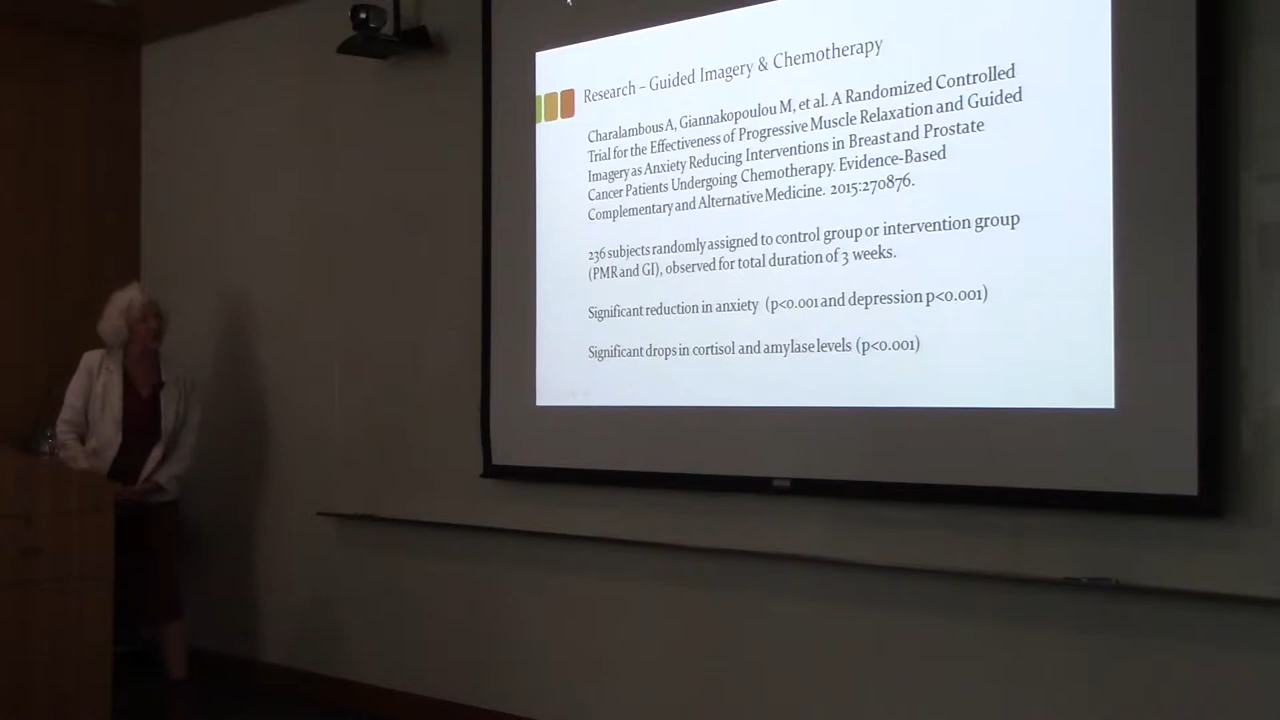 Research – Guided Imagery & Chemotherapy
Charalambous A, Giannakopoulou M, et al. A Randomized Controlled
Trial for the Effectiveness of Progressive Muscle Relaxation and Guided
Imagery as Anxiety Reducing Interventions in Breast and Prostate
Cancer Patients Undergoing Chemotherapy. Evidence-Based
Complementary and Alternative Medicine. 2015:270876.
236 subjects randomly assigned to control group or intervention group
(PMR and GI), observed for total duration of 3 weeks.
Significant reduction in anxiety (p<0.001 and depression p<0.001)
Significant drops in cortisol and amylase levels (p<0.001)